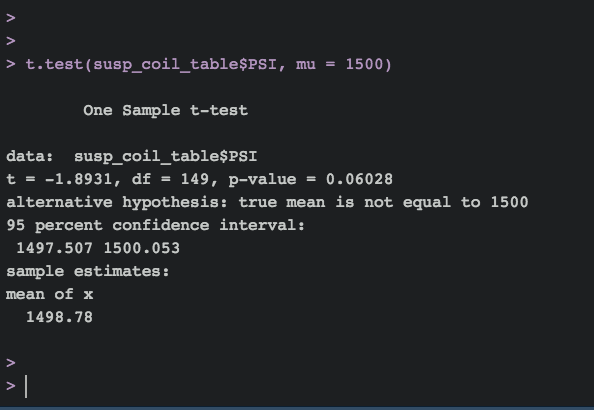 >
>
> t.test(susp_coil_table$PSI, mu = 1500)
One Sample t-test
data:  susp_coil_table$PSI
t = -1.8931, df = 149, p-value = 0.06028
alternative hypothesis: true mean is not equal to 1500
95 percent confidence interval:
1497.507 1500.053
sample estimates:
mean of x
1498.78
>
>